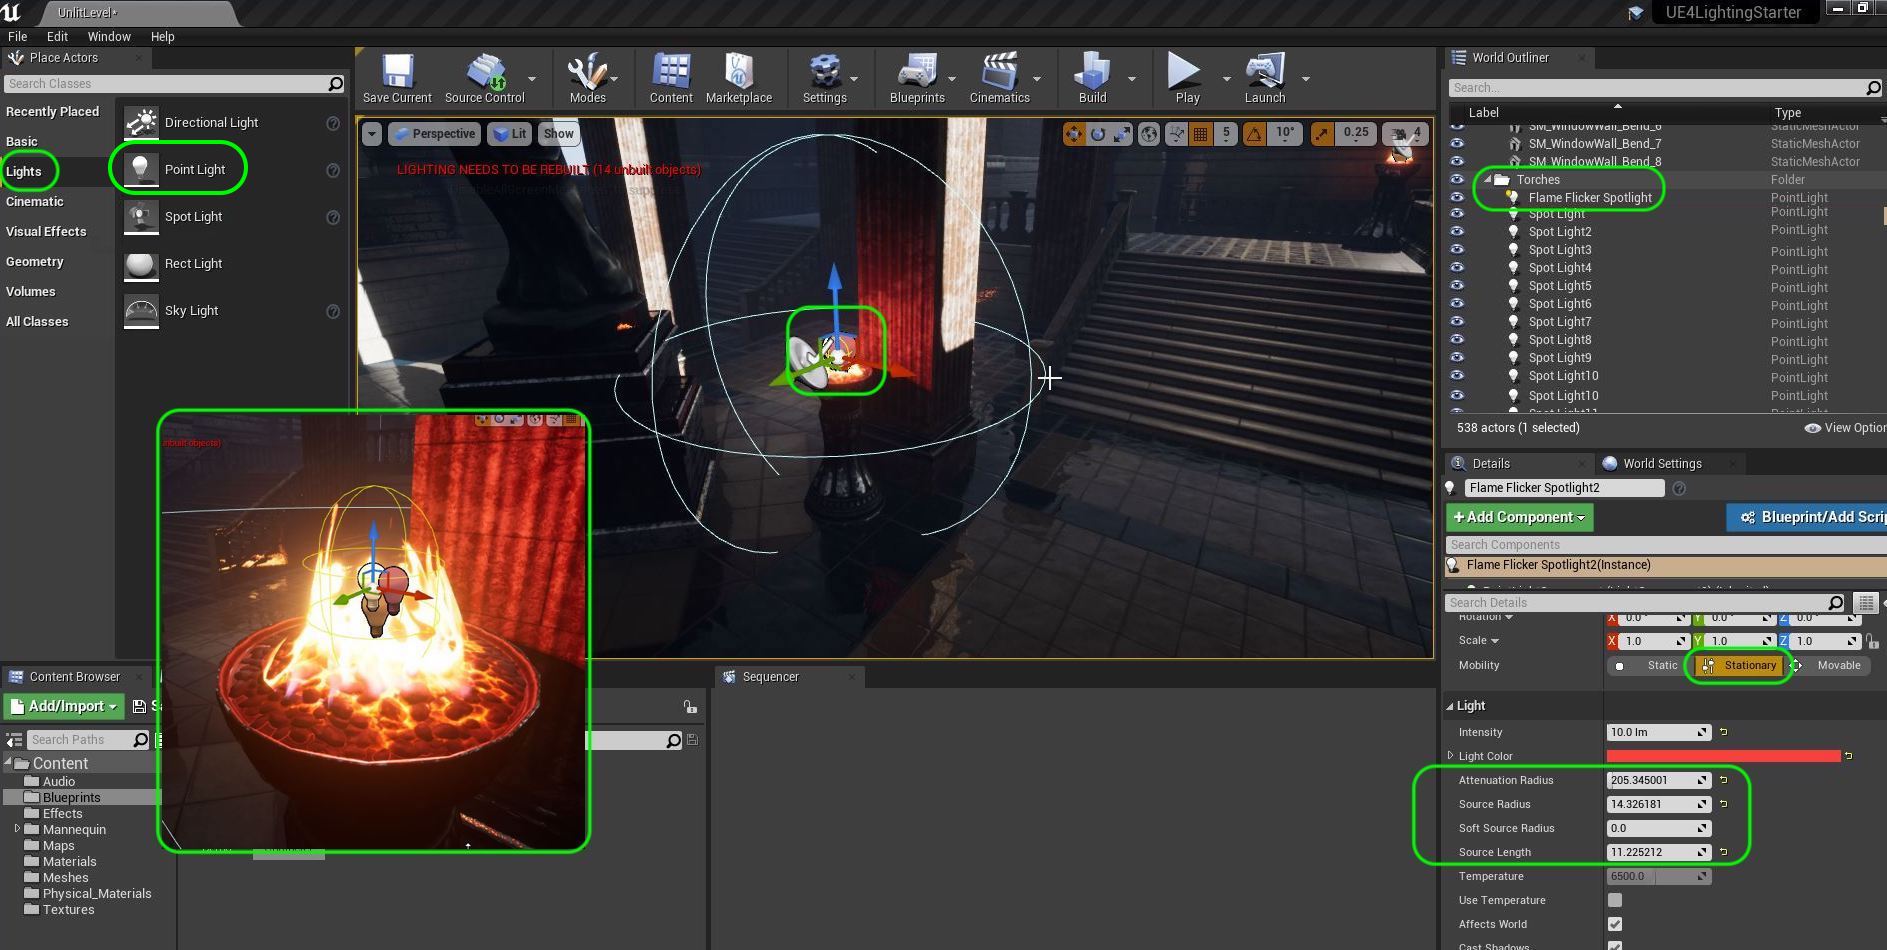 UnlitLevel*
UE4LightingStarter
File Edit Window Help
Place Actors
Search Classes
Recently Placed
Basic
Lights
Cinematic
Visual Effects
Geometry
Volumes
All Classes
Directional Light
Point Light
Spot Light
Rect Light
Sky Light
Save Current
Source Control
Modes
Content
Marketplace
Settings
Blueprints
Cinematics
Build
Play
Launch
Perspective Lit Show
5 10° 0.25 4
LIGHTING NEEDS TO BE REBUILT (14 unbuilt objects)
unbuilt objects)
World Outliner
Search...
Label Type
SM_WindowWall_Bend_6 StaticMeshActor
SM_WindowWall_Bend_7 StaticMeshActor
SM_WindowWall_Bend_8 StaticMeshActor
Torches Folder
Flame Flicker Spotlight PointLight
Spot Light PointLight
Spot Light2 PointLight
Spot Light3 PointLight
Spot Light4 PointLight
Spot Light5 PointLight
Spot Light6 PointLight
Spot Light7 PointLight
Spot Light8 PointLight
Spot Light9 PointLight
Spot Light10 PointLight
Spot Light10 PointLight
Spot Light11 PointLight
538 actors (1 selected) View Option
Details World Settings
Flame Flicker Spotlight2
+Add Component Blueprint/Add Scrip
Search Components
Flame Flicker Spotlight2(Instance)
Search Details
Rotation X 0.0 Y 0.0 Z 0.0
Scale X 1.0 Y 1.0 Z 1.0
Mobility Static Stationary Movable
Light
Intensity 10.0 lm
Light Color
Attenuation Radius 205.345001
Source Radius 14.326181
Soft Source Radius 0.0
Source Length 11.225212
Temperature 6500.0
Use Temperature
Affects World
Cast Shadows
Content Browser
Add/Import Sa
Search Paths
Content
Audio
Blueprints
Effects
Mannequin
Maps
Materials
Meshes
Physical_Materials
Textures
Sequencer